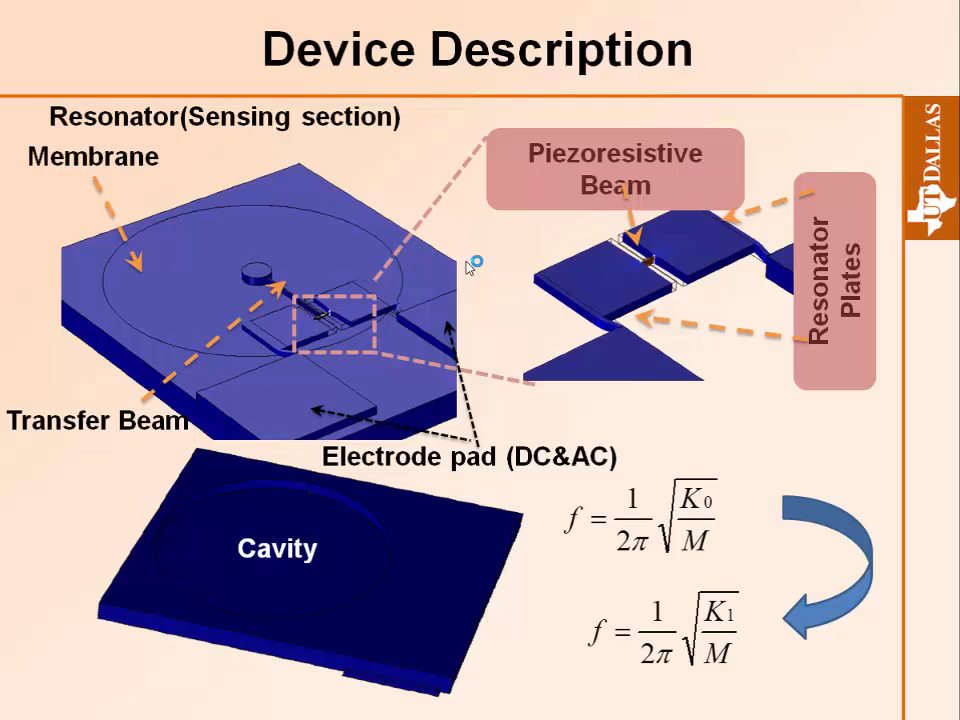 Device Description
Resonator(Sensing section)
Membrane
Piezoresistive
Beam
Resonator
Plates
UT DALLAS
Transfer Beam
Electrode pad (DC&AC)
Cavity
f = 1/2π √(K₀/M)
f = 1/2π √(K₁/M)